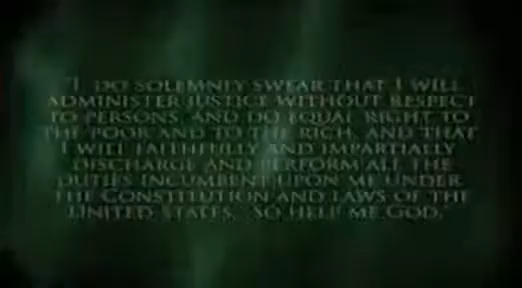 "I DO SOLEMNLY SWEAR THAT I WILL
ADMINISTER JUSTICE WITHOUT RESPECT
TO PERSONS, AND DO EQUAL RIGHT TO
THE POOR AND TO THE RICH, AND THAT
I WILL FAITHFULLY AND IMPARTIALLY
DISCHARGE AND PERFORM ALL THE
DUTIES INCUMBENT UPON ME UNDER
THE CONSTITUTION AND LAWS OF THE
UNITED STATES. SO HELP ME GOD."